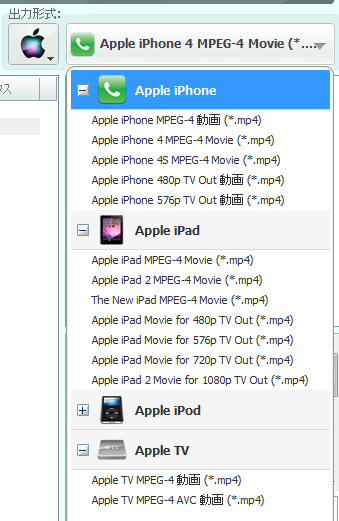 出力形式:
Apple iPhone 4 MPEG-4 Movie (*....
タス
Apple iPhone
Apple iPhone MPEG-4 動画 (*.mp4)
Apple iPhone 4 MPEG-4 Movie (*.mp4)
Apple iPhone 4S MPEG-4 Movie (*.mp4)
Apple iPhone 480p TV Out 動画 (*.mp4)
Apple iPhone 576p TV Out 動画 (*.mp4)
Apple iPad
Apple iPad MPEG-4 Movie (*.mp4)
Apple iPad 2 MPEG-4 Movie (*.mp4)
The New iPad MPEG-4 Movie (*.mp4)
Apple iPad Movie for 480p TV Out (*.mp4)
Apple iPad Movie for 576p TV Out (*.mp4)
Apple iPad Movie for 720p TV Out (*.mp4)
Apple iPad 2 Movie for 1080p TV Out (*.mp4)
Apple iPod
Apple TV
Apple TV MPEG-4 動画 (*.mp4)
Apple TV MPEG-4 AVC 動画 (*.mp4)